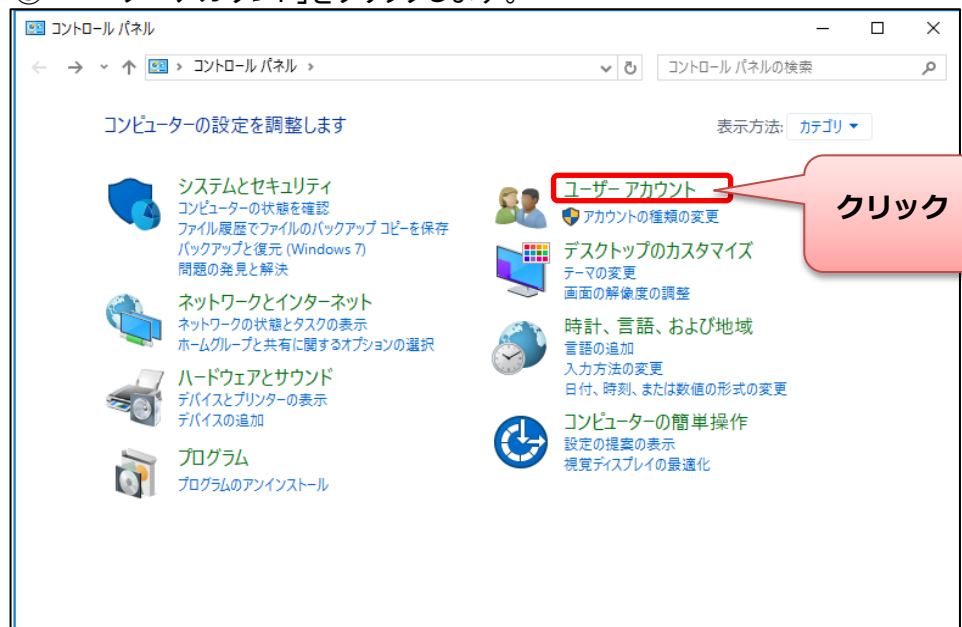 アカウント」をクリックします。
コントロール パネル
コントロール パネル
コントロール パネルの検索
コンピューターの設定を調整します
表示方法: カテゴリ
システムとセキュリティ
コンピューターの状態を確認
ファイル履歴でファイルのバックアップ コピーを保存
バックアップと復元 (Windows 7)
問題の発見と解決
ネットワークとインターネット
ネットワークの状態とタスクの表示
ホームグループと共有に関するオプションの選択
ハードウェアとサウンド
デバイスとプリンターの表示
デバイスの追加
プログラム
プログラムのアンインストール
ユーザー アカウント
アカウントの種類の変更
クリック
デスクトップのカスタマイズ
テーマの変更
画面の解像度の調整
時計、言語、および地域
言語の追加
入力方法の変更
日付、時刻、または数値の形式の変更
コンピューターの簡単操作
設定の提案の表示
視覚ディスプレイの最適化